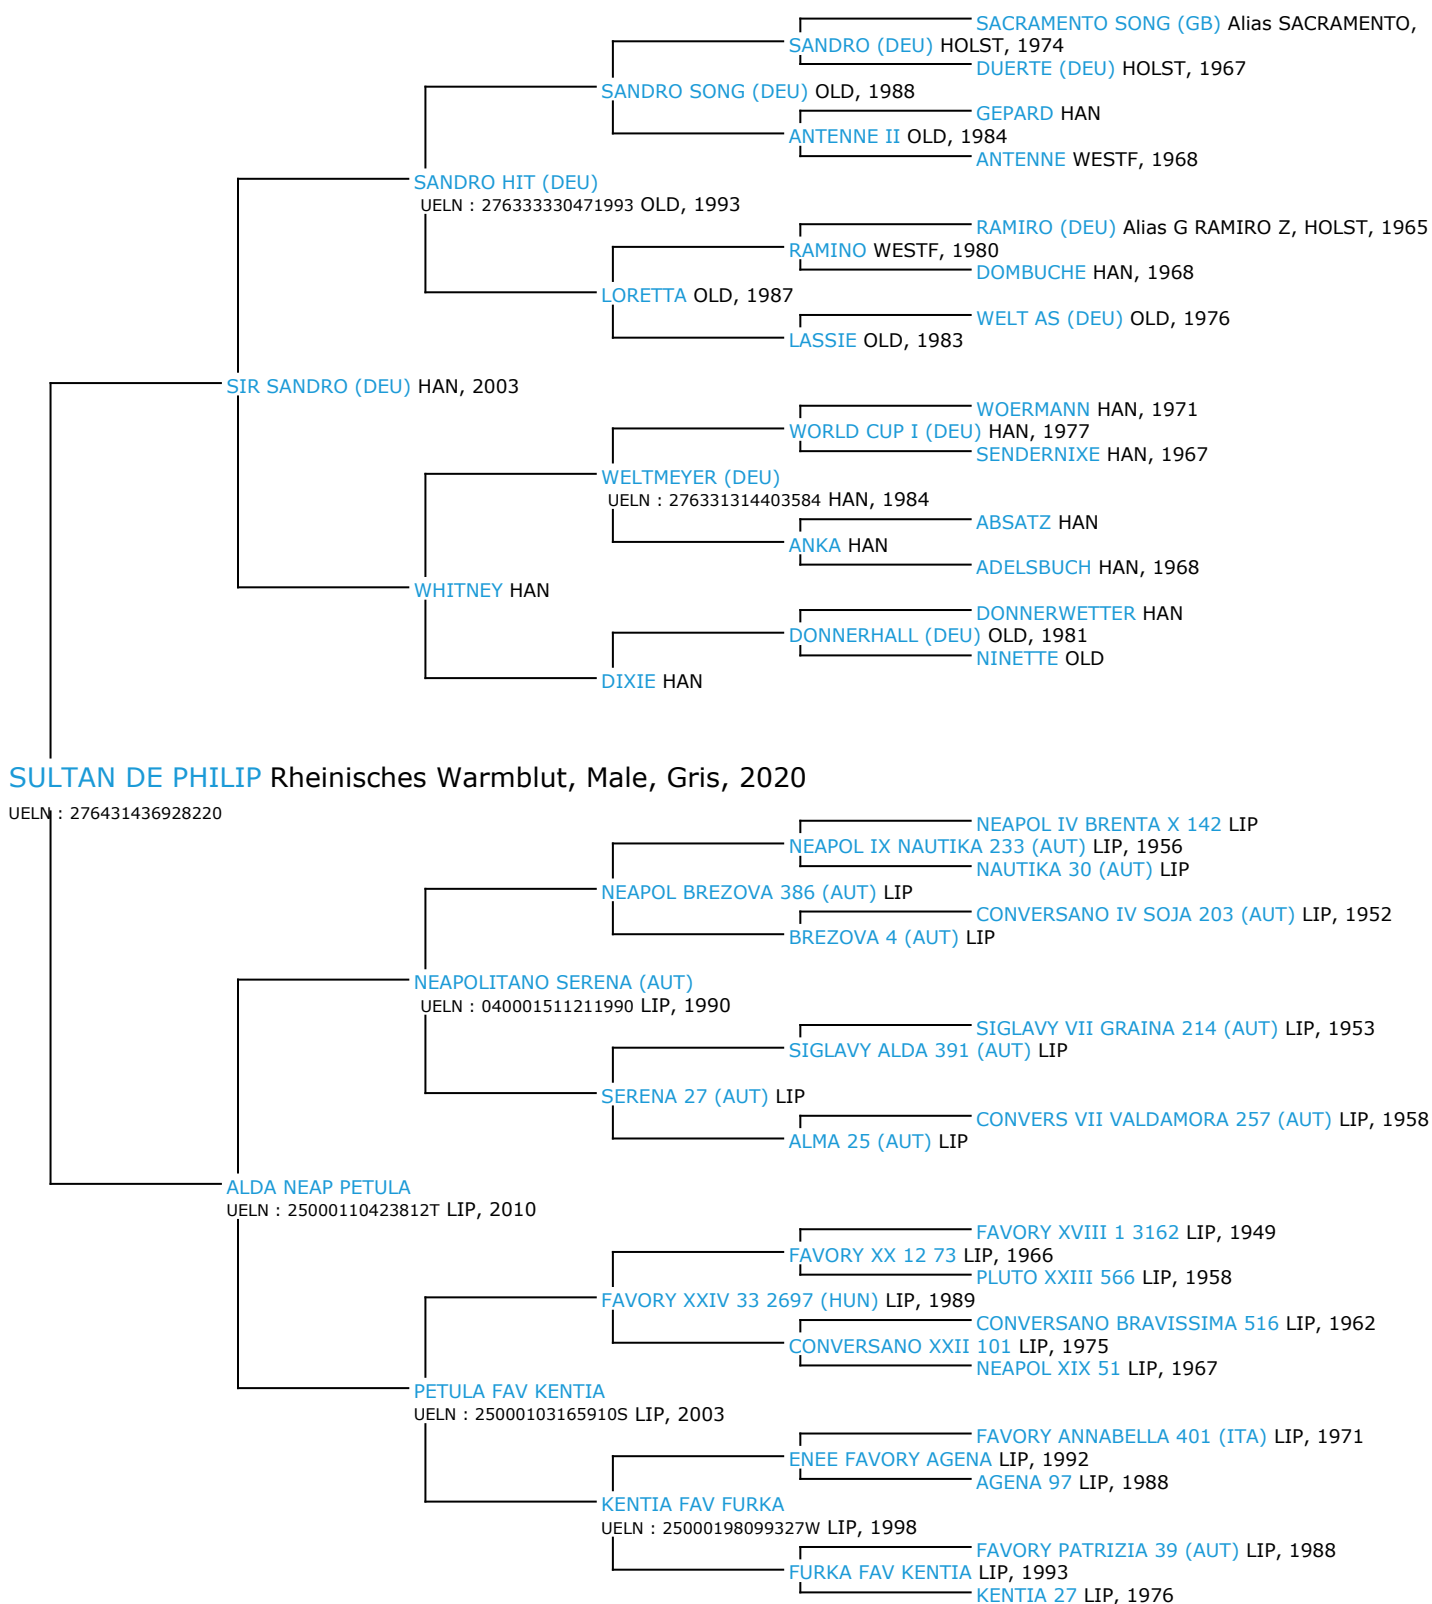 SACRAMENTO SONG (GB) Alias SACRAMENTO,
SANDRO (DEU) HOLST, 1974
DUERTE (DEU) HOLST, 1967
SANDRO SONG (DEU) OLD, 1988
GEPARD HAN
ANTENNE II OLD, 1984
ANTENNE WESTF, 1968
SANDRO HIT (DEU)
UELN : 276333330471993 OLD, 1993
RAMIRO (DEU) Alias G RAMIRO Z, HOLST, 1965
RAMINO WESTF, 1980
DOMBUCHE HAN, 1968
LORETTA OLD, 1987
WELT AS (DEU) OLD, 1976
LASSIE OLD, 1983
SIR SANDRO (DEU) HAN, 2003
WOERMANN HAN, 1971
WORLD CUP I (DEU) HAN, 1977
SENDERNIXE HAN, 1967
WELTMEYER (DEU)
UELN : 276331314403584 HAN, 1984
ABSATZ HAN
ANKA HAN
ADELSBUCH HAN, 1968
WHITNEY HAN
DONNERWETTER HAN
DONNERHALL (DEU) OLD, 1981
NINETTE OLD
DIXIE HAN
SULTAN DE PHILIP Rheinisches Warmblut, Male, Gris, 2020
UELN : 276431436928220
NEAPOL IV BRENTA X 142 LIP
NEAPOL IX NAUTIKA 233 (AUT) LIP, 1956
NAUTIKA 30 (AUT) LIP
NEAPOL BREZOVA 386 (AUT) LIP
CONVERSANO IV SOJA 203 (AUT) LIP, 1952
BREZOVA 4 (AUT) LIP
NEAPOLITANO SERENA (AUT)
UELN : 040001511211990 LIP, 1990
SIGLAVY VII GRAINA 214 (AUT) LIP, 1953
SIGLAVY ALDA 391 (AUT) LIP
SERENA 27 (AUT) LIP
CONVERS VII VALDAMORA 257 (AUT) LIP, 1958
ALMA 25 (AUT) LIP
ALDA NEAP PETULA
UELN : 25000110423812T LIP, 2010
FAVORY XVIII 1 3162 LIP, 1949
FAVORY XX 12 73 LIP, 1966
PLUTO XXIII 566 LIP, 1958
FAVORY XXIV 33 2697 (HUN) LIP, 1989
CONVERSANO BRAVISSIMA 516 LIP, 1962
CONVERSANO XXII 101 LIP, 1975
NEAPOL XIX 51 LIP, 1967
PETULA FAV KENTIA
UELN : 25000103165910S LIP, 2003
FAVORY ANNABELLA 401 (ITA) LIP, 1971
ENEE FAVORY AGENA LIP, 1992
AGENA 97 LIP, 1988
KENTIA FAV FURKA
UELN : 25000198099327W LIP, 1998
FAVORY PATRIZIA 39 (AUT) LIP, 1988
FURKA FAV KENTIA LIP, 1993
KENTIA 27 LIP, 1976